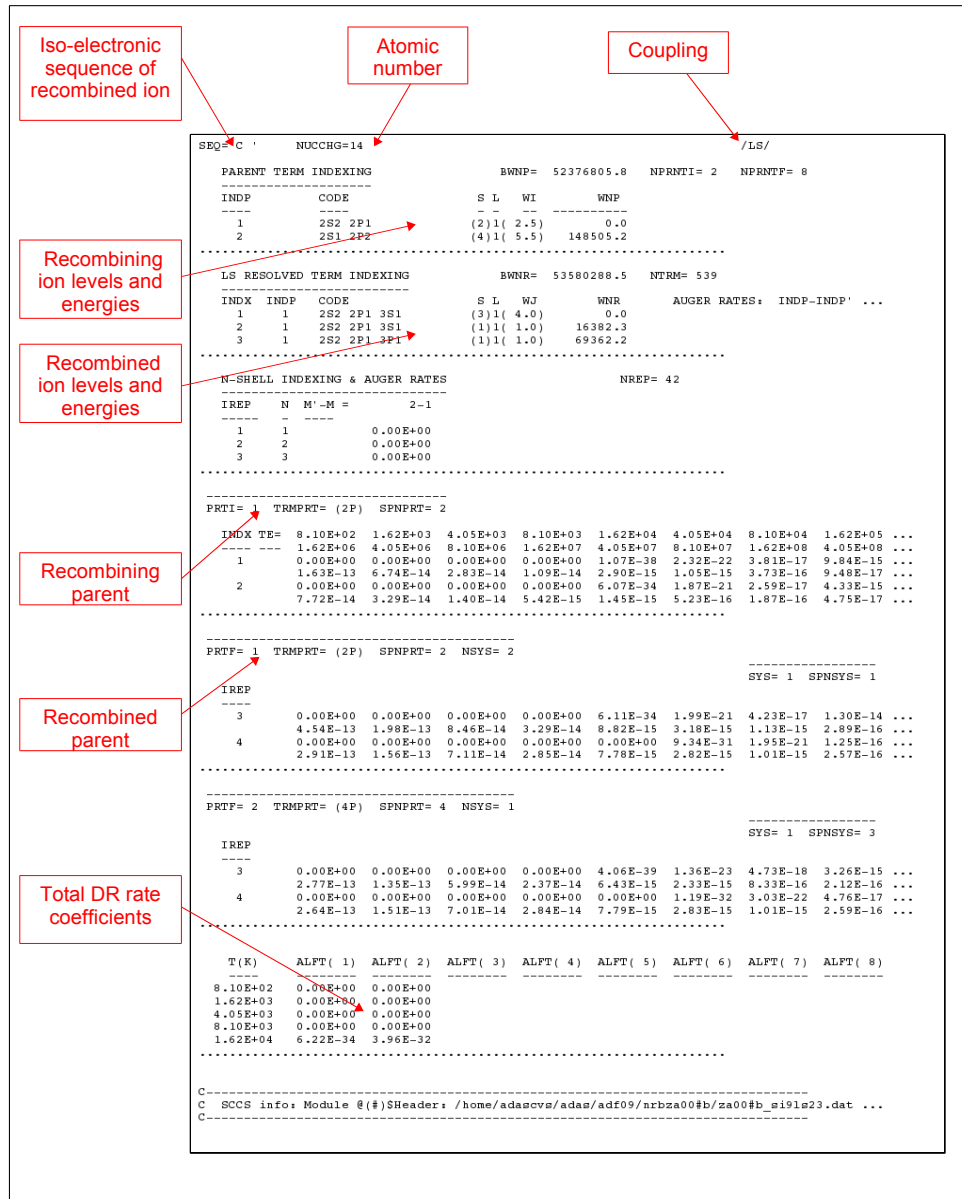 Iso-electronic
sequence of
recombined ion
Atomic
number
Coupling
SEQ= C ' NUCCHG=14 /LS/
PARENT TERM INDEXING BWNP= 52376805.8 NPRNTI= 2 NPRNTF= 8
--------------------
INDP CODE S L WI WNP
---- ---- - - -- ----------
1 2S2 2P1 (2)1( 2.5) 0.0
2 2S1 2P2 (4)1( 5.5) 148505.2
Recombining
ion levels and
energies
LS RESOLVED TERM INDEXING BWNR= 53580288.5 NTRM= 539
-------------------------
INDX INDP CODE S L WJ WNR AUGER RATES: INDP-INDP' ...
1 1 2S2 2P1 3S1 (3)1( 4.0) 0.0
2 1 2S2 2P1 3S1 (1)1( 1.0) 16382.3
3 1 2S2 2P1 3P1 (1)1( 1.0) 69362.2
Recombined
ion levels and
energies
N-SHELL INDEXING & AUGER RATES NREP= 42
------------------------------
IREP N M'-M = 2-1
----- - ----
1 1 0.00E+00
2 2 0.00E+00
3 3 0.00E+00
--------------------------------
PRTI= 1 TRMPRT= (2P) SPNPRT= 2
INDX TE= 8.10E+02 1.62E+03 4.05E+03 8.10E+03 1.62E+04 4.05E+04 8.10E+04 1.62E+05 ...
---- --- 1.62E+06 4.05E+06 8.10E+06 1.62E+07 4.05E+07 8.10E+07 1.62E+08 4.05E+08 ...
1 0.00E+00 0.00E+00 0.00E+00 0.00E+00 1.07E-38 2.32E-22 3.81E-17 9.84E-15 ...
1.63E-13 6.74E-14 2.83E-14 1.09E-14 2.90E-15 1.05E-15 3.73E-16 9.48E-17 ...
2 0.00E+00 0.00E+00 0.00E+00 0.00E+00 6.07E-34 1.87E-21 2.59E-17 4.33E-15 ...
7.72E-14 3.29E-14 1.40E-14 5.42E-15 1.45E-15 5.23E-16 1.87E-16 4.75E-17 ...
Recombining
parent
---------------------------------------
PRTF= 1 TRMPRT= (2P) SPNPRT= 2 NSYS= 2
----------------
SYS= 1 SPNSYS= 1
IREP
----
3 0.00E+00 0.00E+00 0.00E+00 0.00E+00 6.11E-34 1.99E-21 4.23E-17 1.30E-14 ...
4.54E-13 1.98E-13 8.46E-14 3.29E-14 8.82E-15 3.18E-15 1.13E-15 2.89E-16 ...
4 0.00E+00 0.00E+00 0.00E+00 0.00E+00 9.34E-31 1.95E-21 1.25E-16 ...
2.91E-13 1.56E-13 7.11E-14 2.85E-14 7.78E-15 2.82E-15 1.01E-15 2.57E-16 ...
Recombined
parent
---------------------------------------
PRTF= 2 TRMPRT= (4P) SPNPRT= 4 NSYS= 1
----------------
SYS= 1 SPNSYS= 3
IREP
----
3 0.00E+00 0.00E+00 0.00E+00 0.00E+00 4.06E-39 1.36E-23 4.73E-18 3.26E-15 ...
2.77E-13 1.35E-13 5.99E-14 2.37E-14 6.43E-15 2.33E-15 8.33E-16 2.12E-16 ...
4 0.00E+00 0.00E+00 0.00E+00 0.00E+00 1.19E-32 3.03E-22 4.76E-17 ...
2.64E-13 1.51E-13 7.01E-14 2.84E-14 7.79E-15 2.83E-15 1.01E-15 2.59E-16 ...
Total DR rate
coefficients
T(K) ALFT( 1) ALFT( 2) ALFT( 3) ALFT( 4) ALFT( 5) ALFT( 6) ALFT( 7) ALFT( 8)
---- -------- -------- -------- -------- -------- -------- -------- --------
8.10E+02 0.00E+00 0.00E+00
1.62E+03 0.00E+00 0.00E+00
4.05E+03 0.00E+00 0.00E+00
8.10E+03 0.00E+00 0.00E+00
1.62E+04 6.22E-34 3.96E-32
C--------------------------------------------------------------------------------
C SCCS info: Module @(#)$Header: /home/adascvs/adas/adf09/nrbza00#b/za00#b_si9ls23.dat ...
C--------------------------------------------------------------------------------